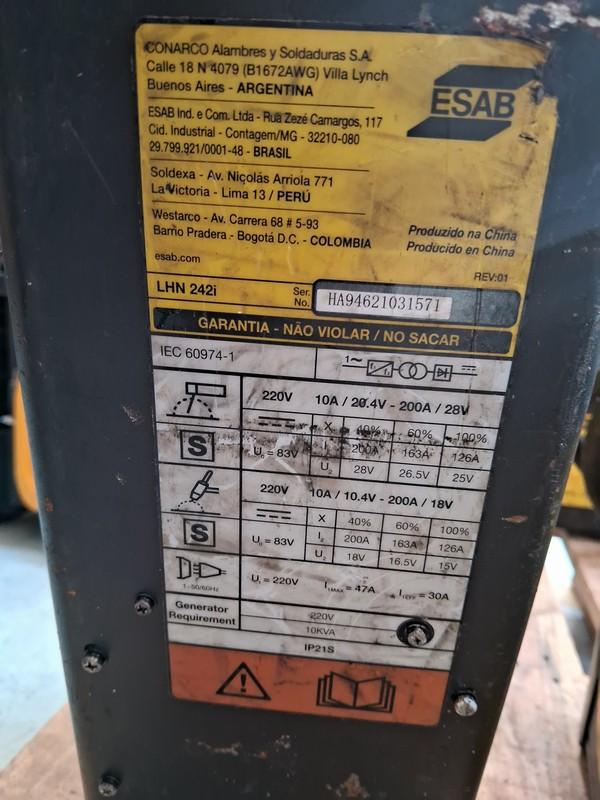 CONARCO Alambres y Soldaduras S.A.
Calle 18 N 4079 (B1672AWG) Villa Lynch
Buenos Aires - ARGENTINA
ESAB
ESAB Ind. e Com. Ltda - Rua Zezé Camargos, 117
Cid. Industrial - Contagem/MG - 32210-080
29.799.921/0001-48 - BRASIL
Soldexa - Av. Nicolás Arriola 771
La Victoria - Lima 13 / PERÚ
Westarco - Av. Carrera 68 # 5-93
Barrio Pradera - Bogotá D.C. - COLOMBIA
Produzido na China
Producido en China
esab.com
REV:01
LHN 242i
Ser. No. HA94621031571
GARANTIA - NÃO VIOLAR / NO SACAR
IEC 60974-1
1~ f₁ f₂
220V 10A / 20.4V - 200A / 28V
X 40% 60% 100%
S U₀ = 83V I₂ 200A 163A 126A
U₂ 28V 26.5V 25V
220V 10A / 10.4V - 200A / 18V
X 40% 60% 100%
S U₀ = 83V I₂ 200A 163A 126A
U₂ 18V 16.5V 15V
1~50/60Hz U₁ = 220V I1MAX = 47A I1EFF = 30A
Generator Requirement
220V
10KVA
IP21S